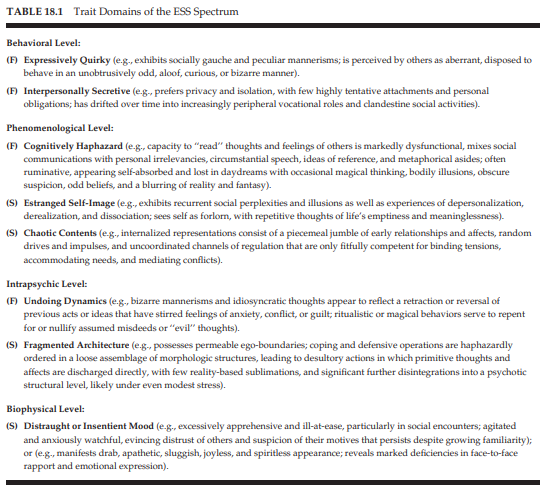 TABLE 18.1 Trait Domains of the ESS Spectrum
Behavioral Level:
(F) Expressively Quirky (e.g., exhibits socially gauche and peculiar mannerisms; is perceived by others as aberrant, disposed to
behave in an unobtrusively odd, aloof, curious, or bizarre manner).
(F) Interpersonally Secretive (e.g., prefers privacy and isolation, with few highly tentative attachments and personal
obligations; has drifted over time into increasingly peripheral vocational roles and clandestine social activities).
Phenomenological Level:
(F) Cognitively Haphazard (e.g., capacity to "read" thoughts and feelings of others is markedly dysfunctional, mixes social
communications with personal irrelevancies, circumstantial speech, ideas of reference, and metaphorical asides; often
ruminative, appearing self-absorbed and lost in daydreams with occasional magical thinking, bodily illusions, obscure
suspicion, odd beliefs, and a blurring of reality and fantasy).
(S) Estranged Self-Image (e.g., exhibits recurrent social perplexities and illusions as well as experiences of depersonalization,
derealization, and dissociation; sees self as forlorn, with repetitive thoughts of life's emptiness and meaninglessness).
(S) Chaotic Contents (e.g., internalized representations consist of a piecemeal jumble of early relationships and affects, random
drives and impulses, and uncoordinated channels of regulation that are only fitfully competent for binding tensions,
accommodating needs, and mediating conflicts).
Intrapsychic Level:
(F) Undoing Dynamics (e.g., bizarre mannerisms and idiosyncratic thoughts appear to reflect a retraction or reversal of
previous acts or ideas that have stirred feelings of anxiety, conflict, or guilt; ritualistic or magical behaviors serve to repent
for or nullify assumed misdeeds or "evil" thoughts).
(S) Fragmented Architecture (e.g., possesses permeable ego-boundaries; coping and defensive operations are haphazardly
ordered in a loose assemblage of morphologic structures, leading to desultory actions in which primitive thoughts and
affects are discharged directly, with few reality-based sublimations, and significant further disintegrations into a psychotic
structural level, likely under even modest stress).
Biophysical Level:
(S) Distraught or Insentient Mood (e.g., excessively apprehensive and ill-at-ease, particularly in social encounters; agitated
and anxiously watchful, evincing distrust of others and suspicion of their motives that persists despite growing familiarity);
or (e.g., manifests drab, apathetic, sluggish, joyless, and spiritless appearance; reveals marked deficiencies in face-to-face
rapport and emotional expression).